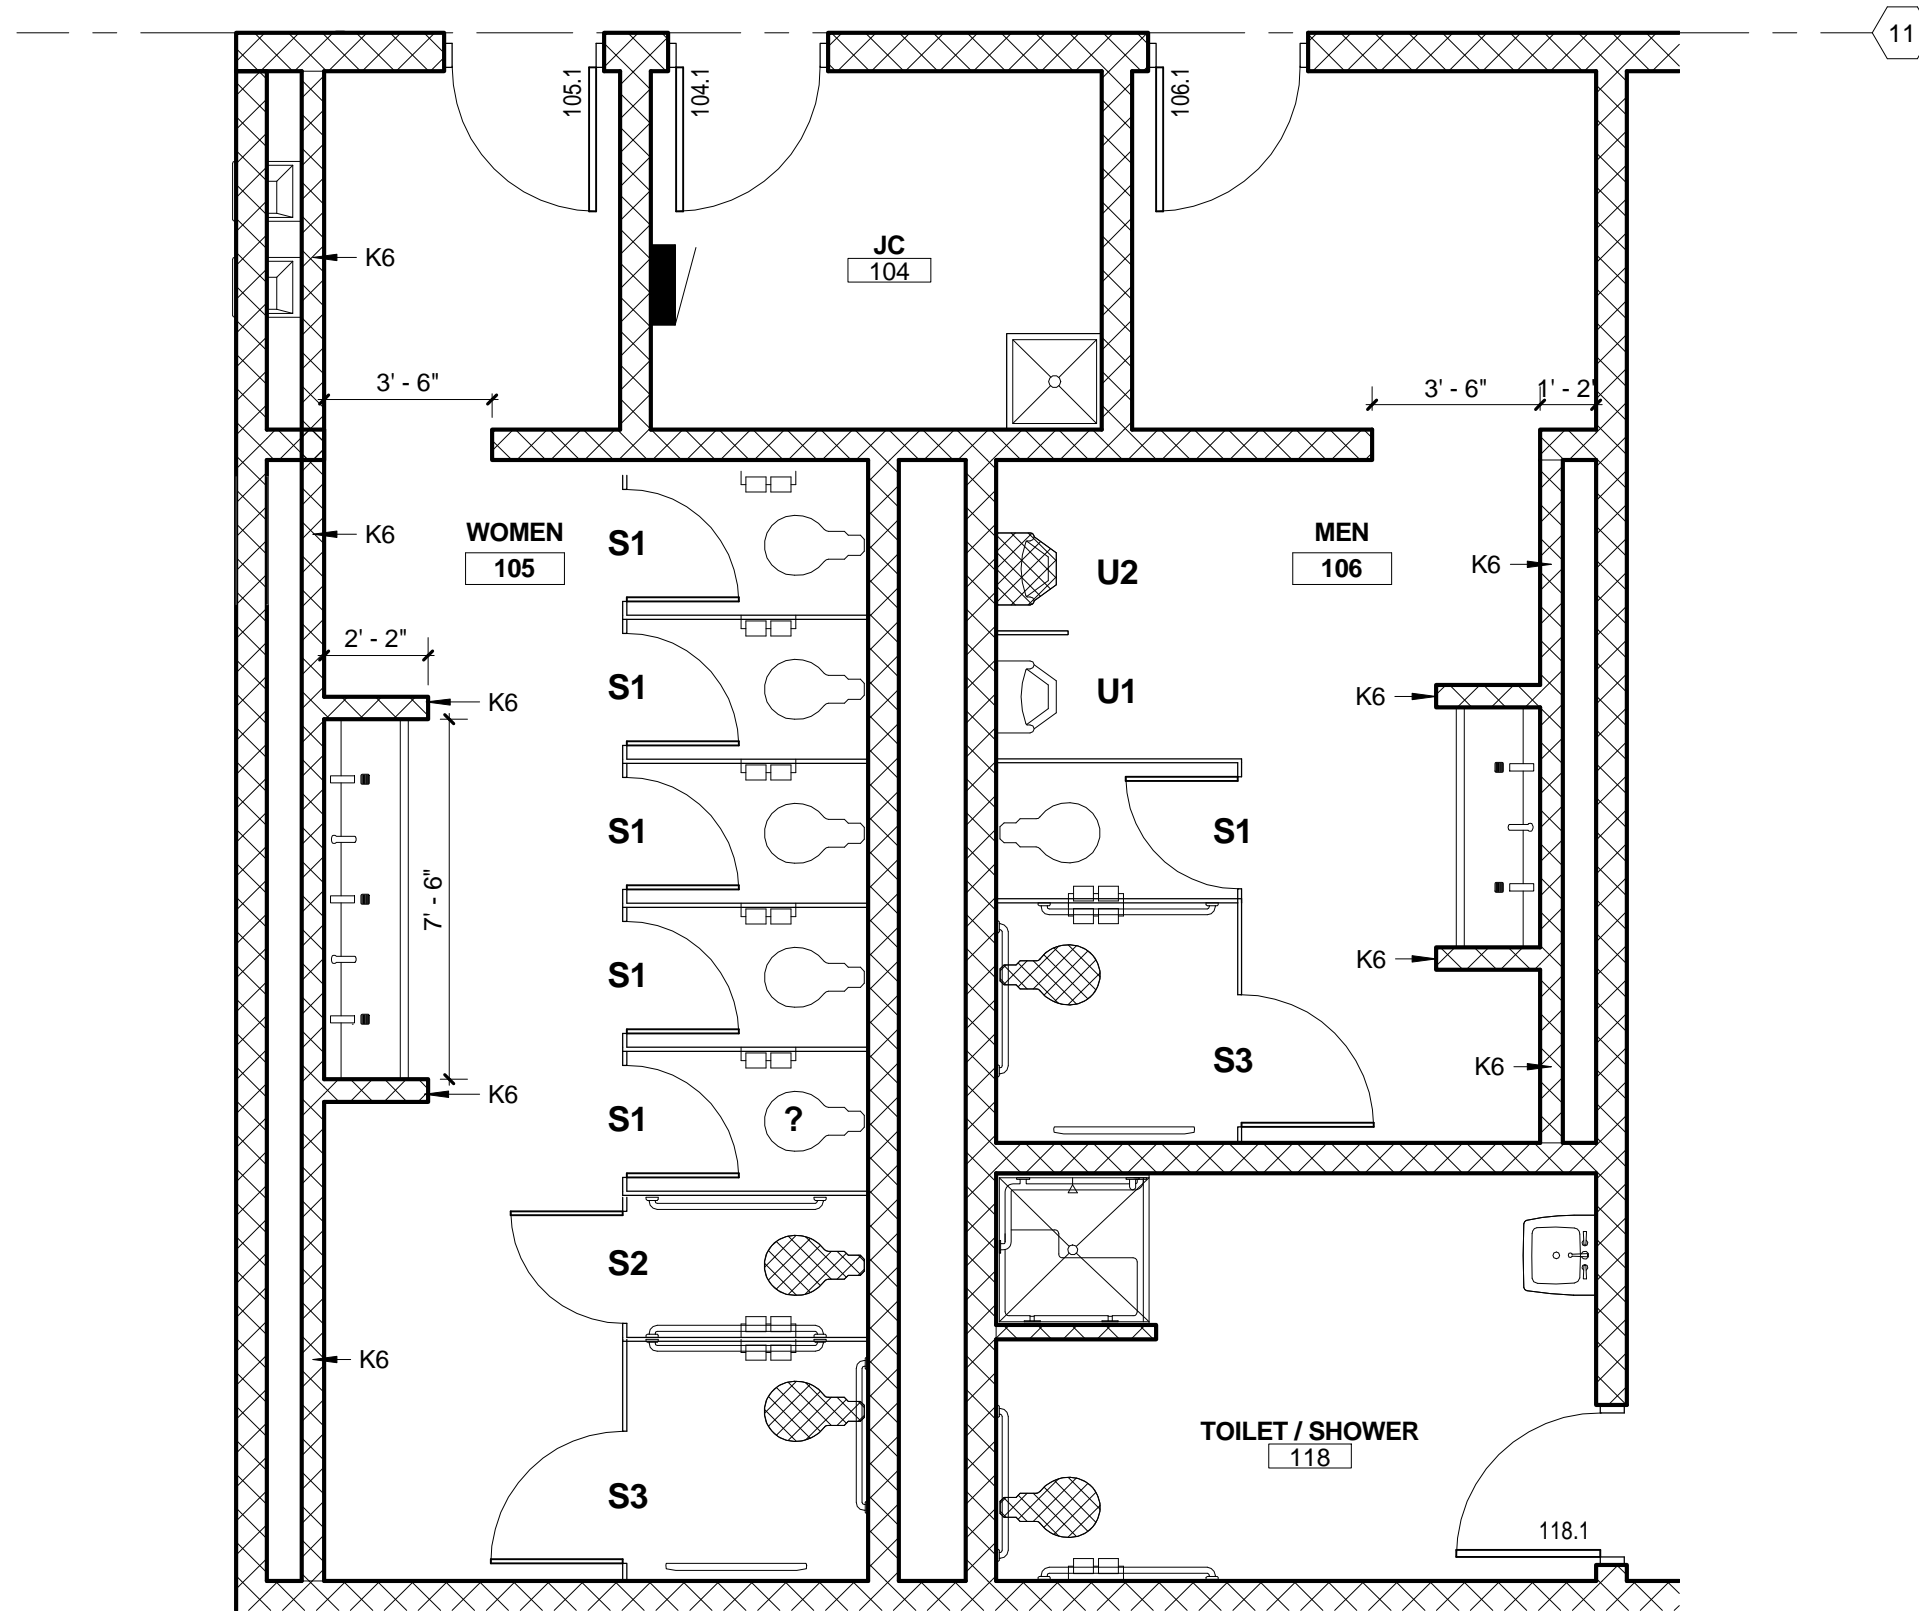 11
105.1
104.1
106.1
JC
104
K6
3' - 6"
3' - 6"
1' - 2"
WOMEN
105
K6
S1
U2
MEN
106
K6
2' - 2"
K6
S1
U1
K6
7' - 6"
S1
S1
S1
K6
K6
S1
?
S3
K6
S2
K6
TOILET / SHOWER
118
S3
118.1